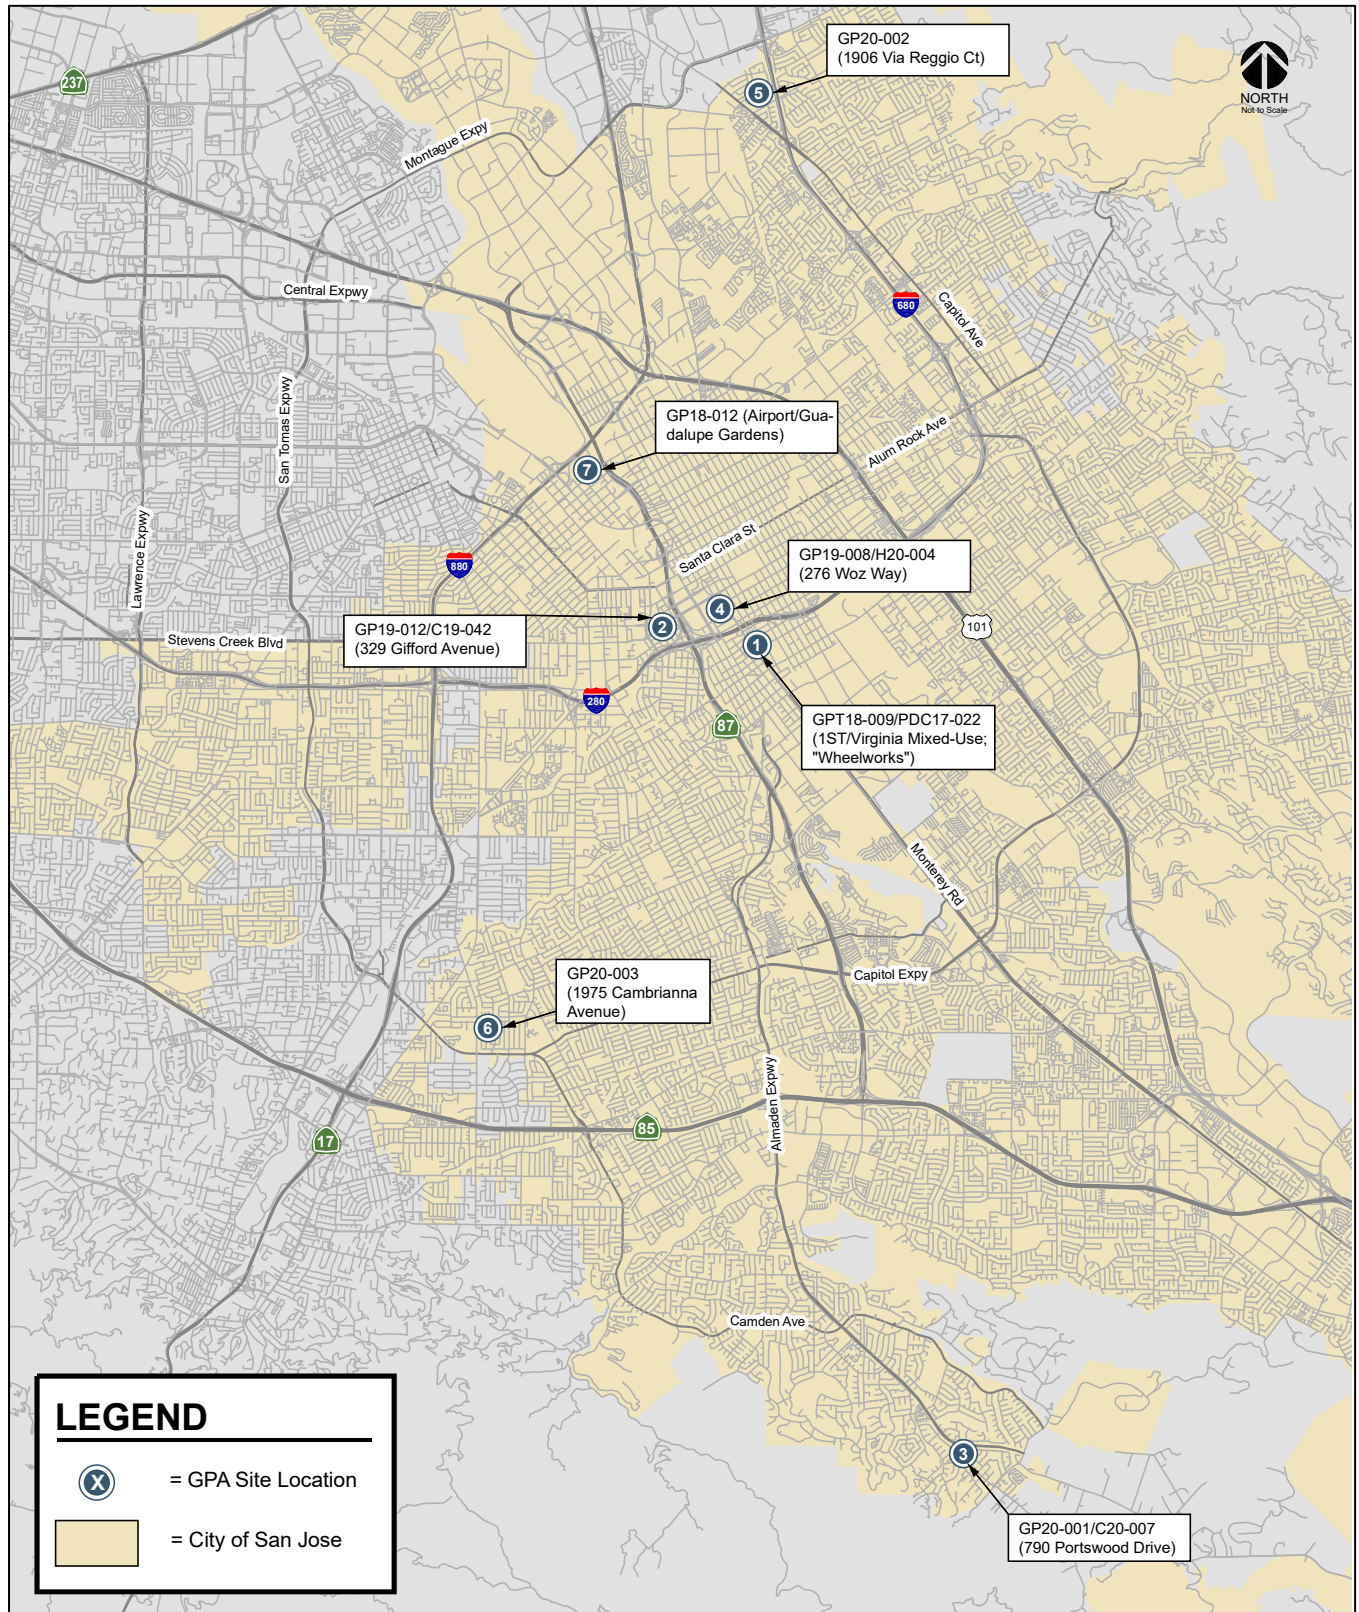 GP20-002
(1906 Via Reggio Ct)
NORTH
Not to Scale
237
5
Montague Expy
Central Expwy
680
Capitol Ave
San Tomas Expwy
GP18-012 (Airport/Gua-
dalupe Gardens)
Alum Rock Ave
7
Lawrence Expwy
Santa Clara St
GP19-008/H20-004
(276 Woz Way)
880
4
GP19-012/C19-042
(329 Gifford Avenue)
2
101
Stevens Creek Blvd
1
280
87
GPT18-009/PDC17-022
(1ST/Virginia Mixed-Use;
"Wheelworks")
Monterey Rd
GP20-003
(1975 Cambrianna
Avenue)
Capitol Expy
6
Almaden Expwy
85
17
Camden Ave
LEGEND
X = GPA Site Location
= City of San Jose
3
GP20-001/C20-007
(790 Portswood Drive)